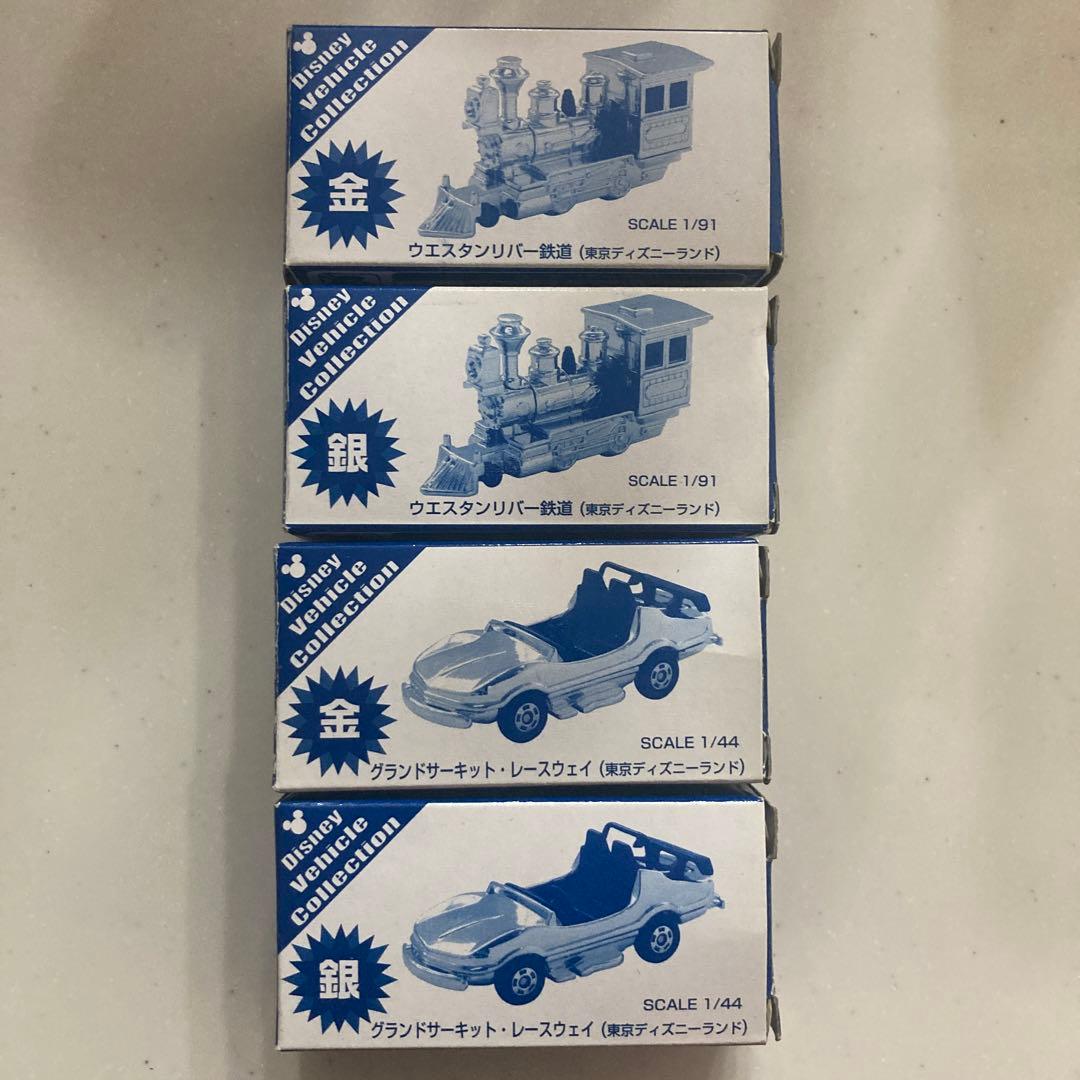 Disney
Vehicle
Collection
金
SCALE 1/91
ウエスタンリバー鉄道 (東京ディズニーランド)
Disney
Vehicle
Collection
銀
SCALE 1/91
ウエスタンリバー鉄道 (東京ディズニーランド)
Disney
Vehicle
Collection
金
SCALE 1/44
グランドサーキット・レースウェイ (東京ディズニーランド)
Disney
Vehicle
Collection
銀
SCALE 1/44
グランドサーキット・レースウェイ (東京ディズニーランド)